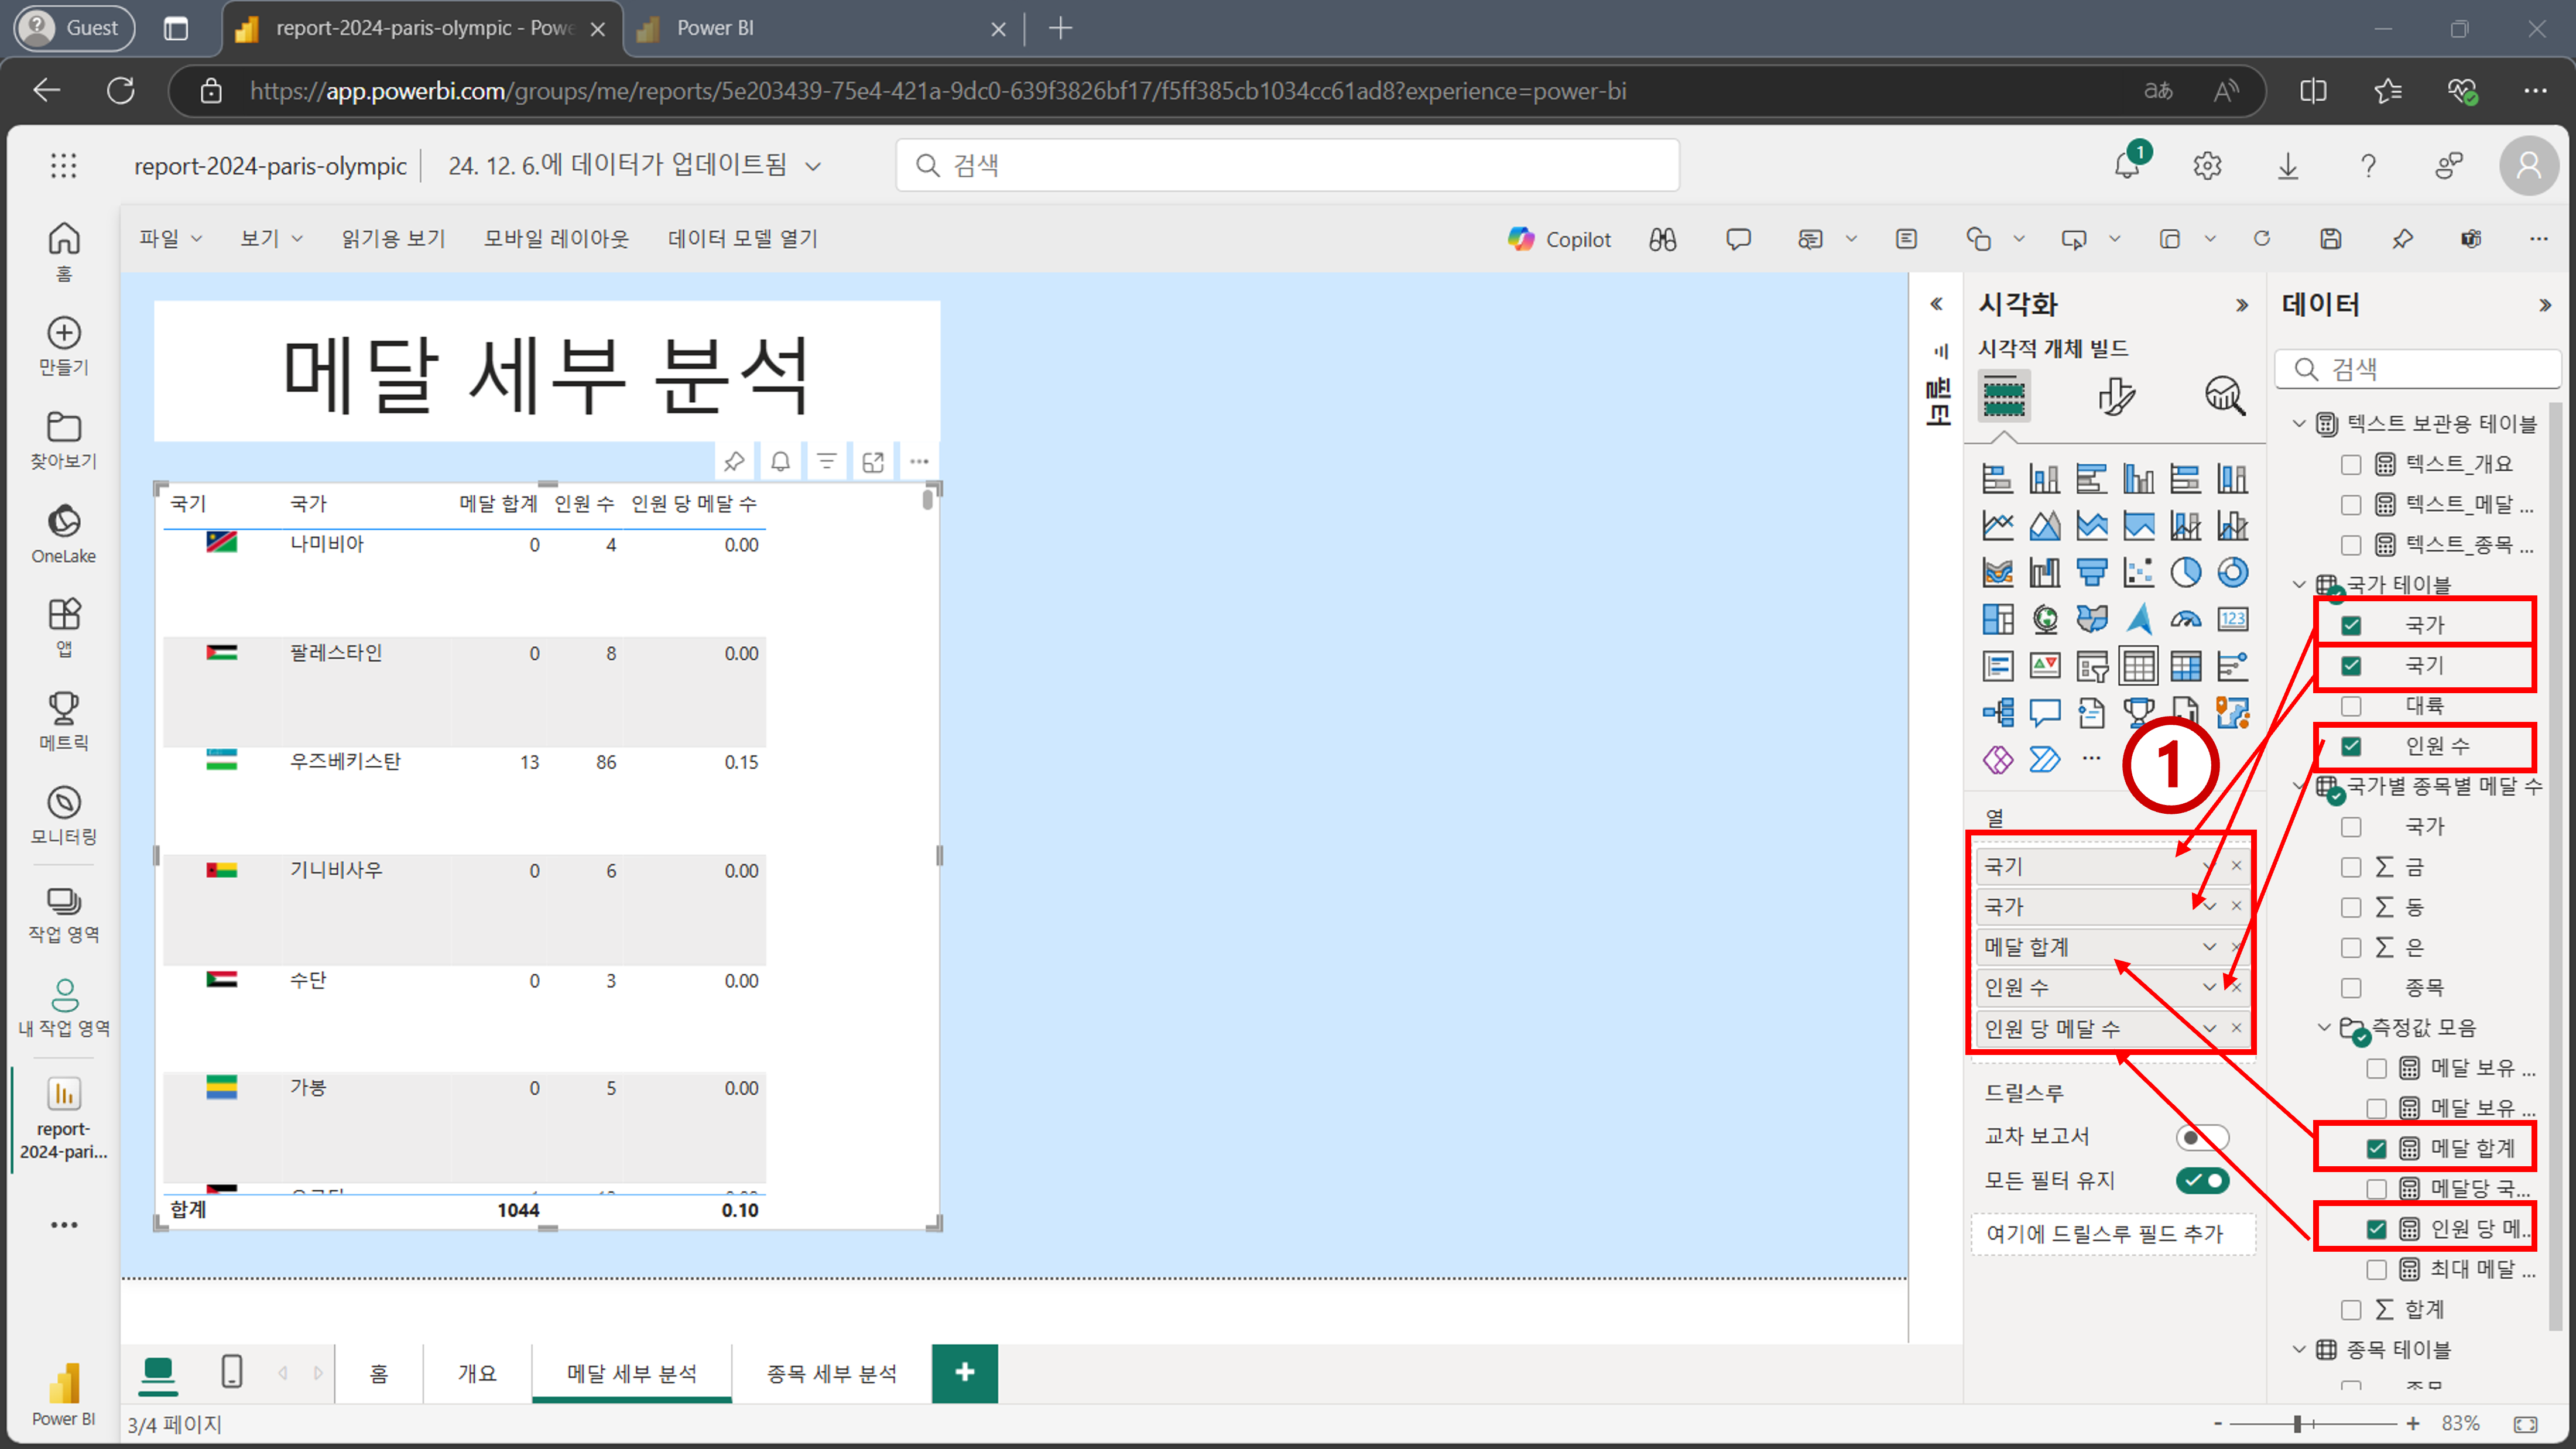 Guest
report-2024-paris-olympic - Powe
Power BI
https://app.powerbi.com/groups/me/reports/5e203439-75e4-421a-9dc0-639f3826bf17/f5ff385cb1034cc61ad8?experience=power-bi
report-2024-paris-olympic
24. 12. 6.에 데이터가 업데이트됨
검색
1
파일
보기
읽기용 보기
모바일 레이아웃
데이터 모델 열기
Copilot
홈
만들기
찾아보기
OneLake
앱
메트릭
모니터링
작업 영역
내 작업 영역
report-
2024-pari...
Power BI
메달 세부 분석
국기 국가 메달 합계 인원 수 인원 당 메달 수
나미비아 0 4 0.00
팔레스타인 0 8 0.00
우즈베키스탄 13 86 0.15
기니비사우 0 6 0.00
수단 0 3 0.00
가봉 0 5 0.00
합계 1044 0.10
필터
시각화
시각적 개체 빌드
123
1
열
국기
국가
메달 합계
인원 수
인원 당 메달 수
드릴스루
교차 보고서
모든 필터 유지
여기에 드릴스루 필드 추가
데이터
검색
텍스트 보관용 테이블
텍스트_개요
텍스트_메달 ...
텍스트_종목 ...
국가 테이블
국가
국기
대륙
인원 수
국가별 종목별 메달 수
국가
금
동
은
종목
측정값 모음
메달 보유 ...
메달 보유 ...
메달 합계
메달당 국...
인원 당 메...
최대 메달 ...
합계
종목 테이블
홈
개요
메달 세부 분석
종목 세부 분석
3/4 페이지
83%